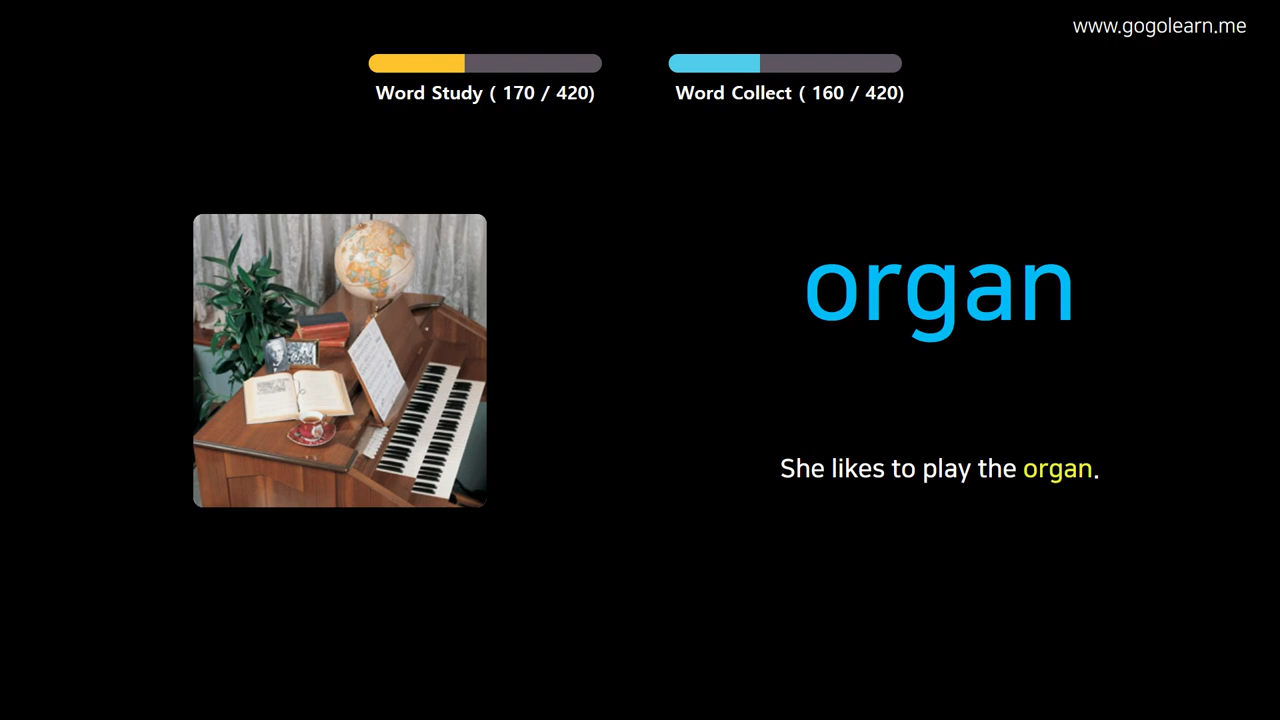 www.gogolearn.me
Word Study ( 170 / 420)
Word Collect ( 160 / 420)
organ
She likes to play the organ.